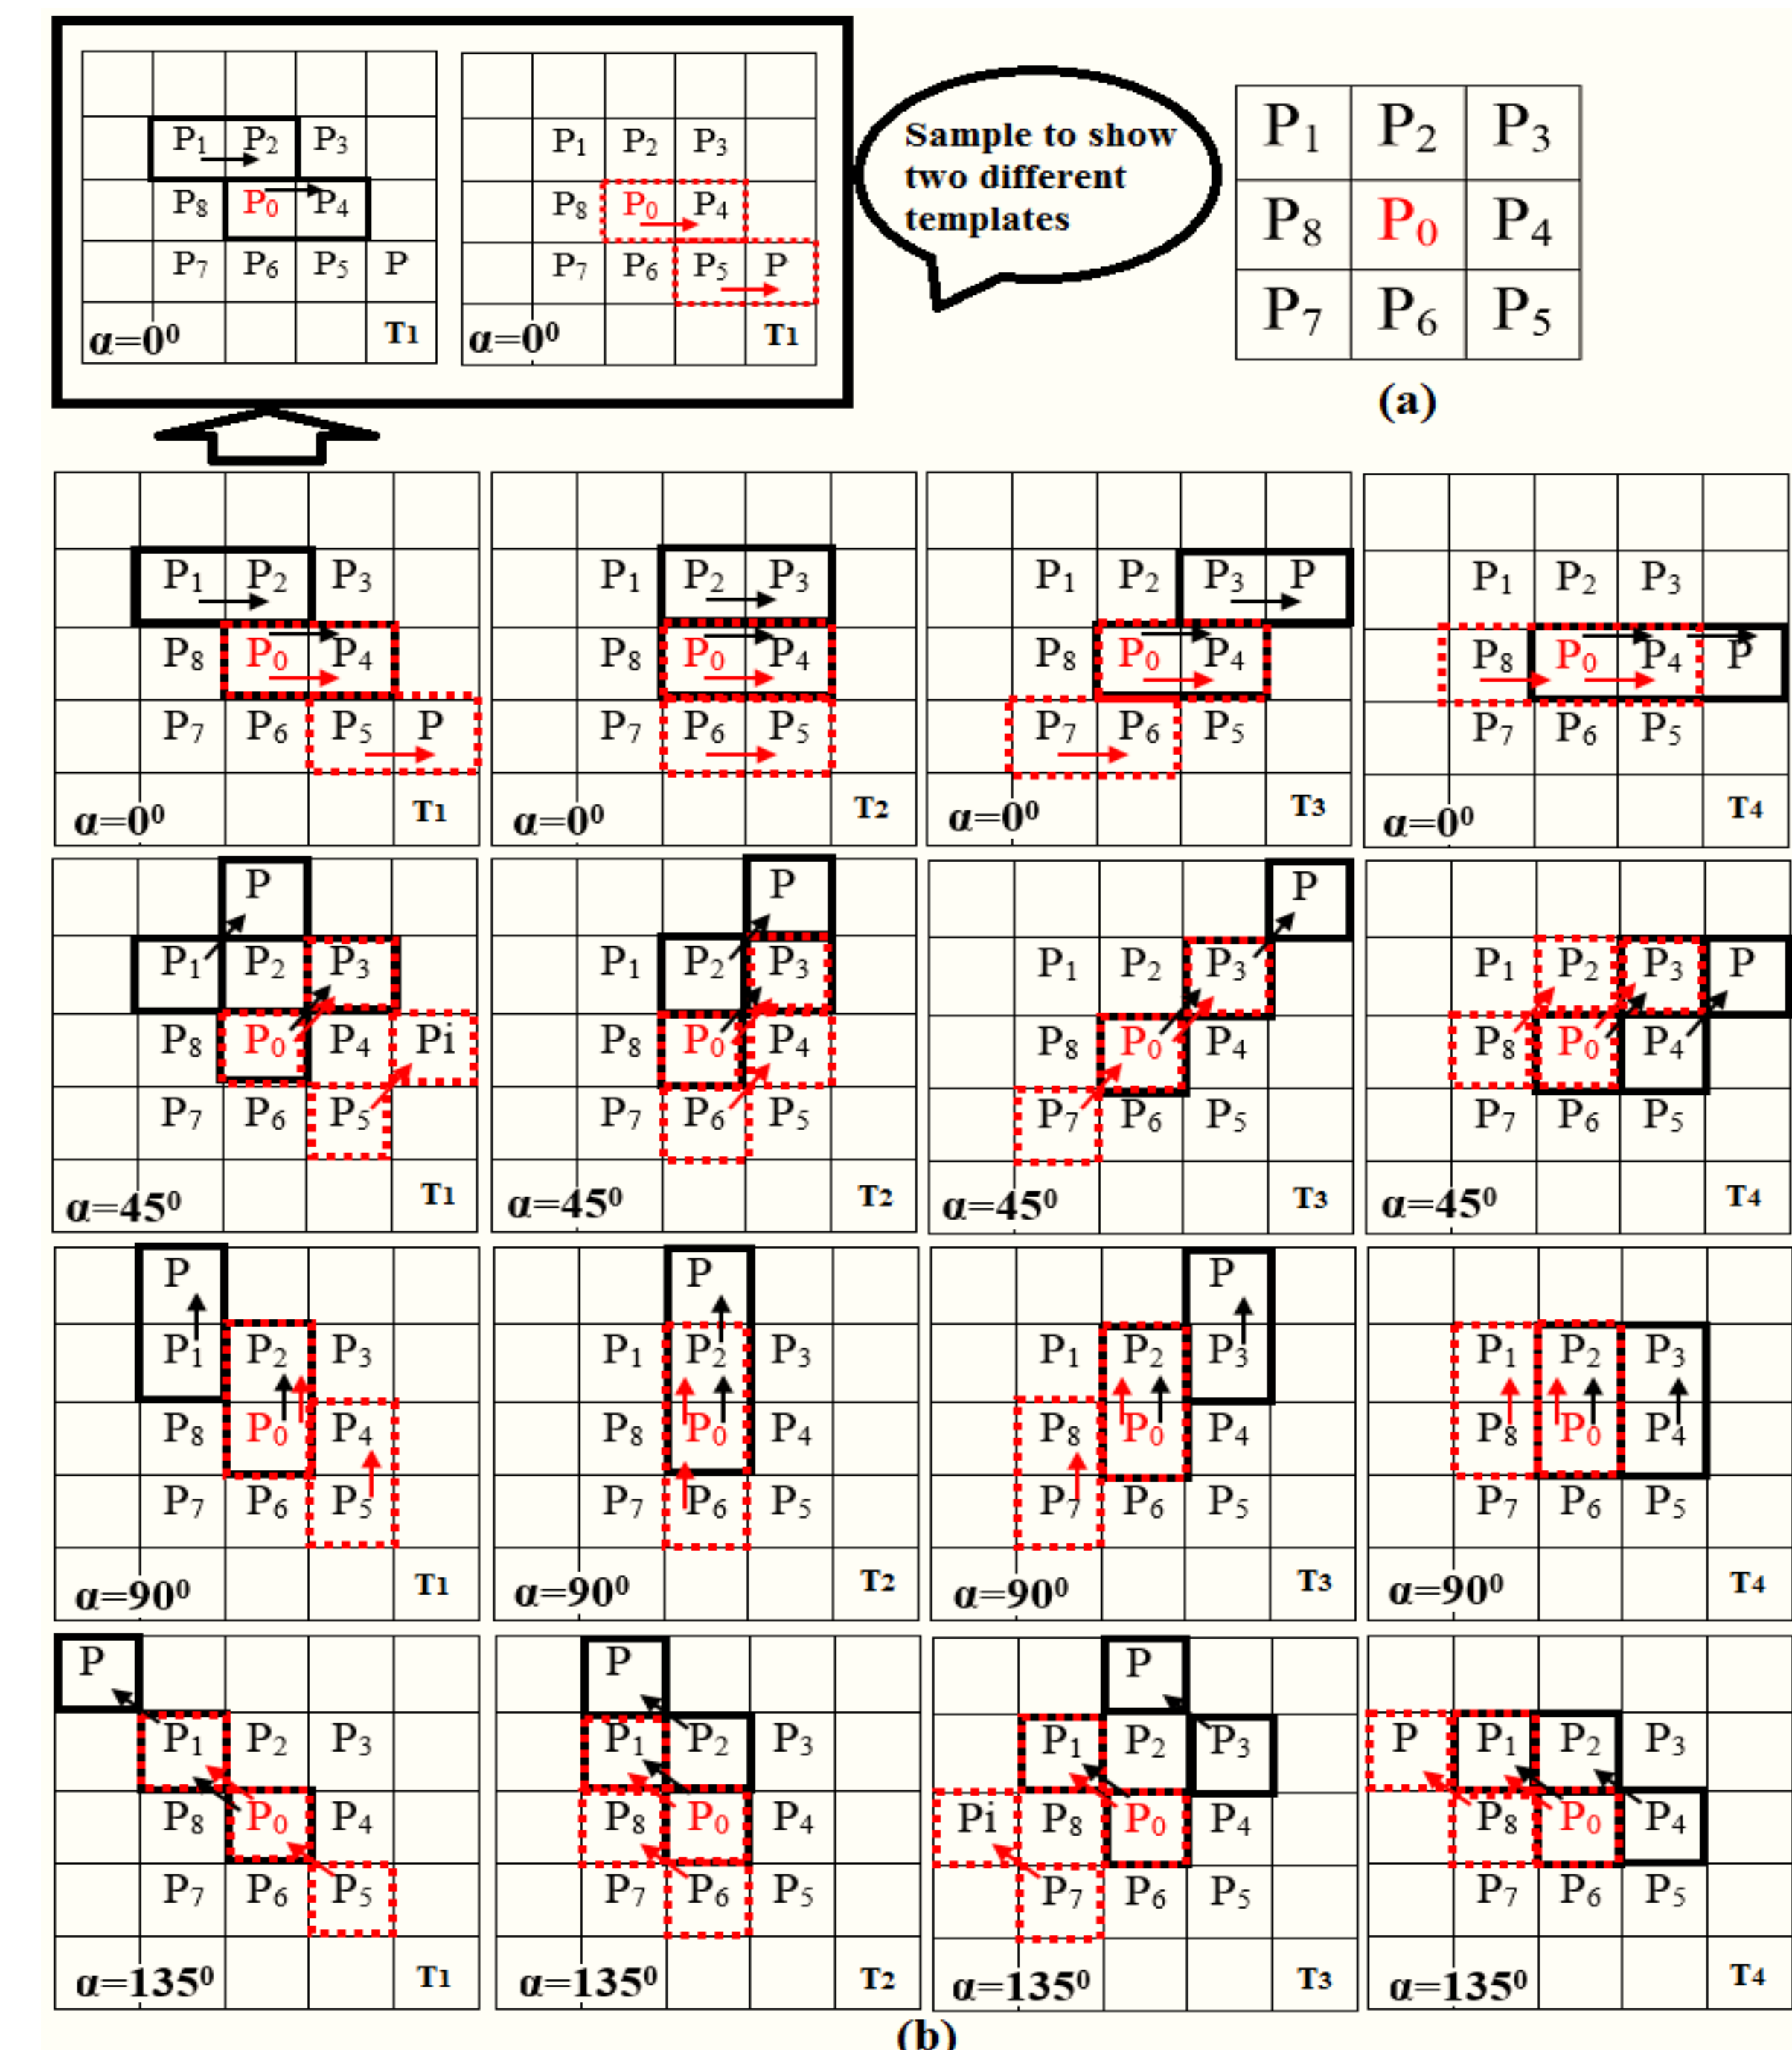 P1 P2 P3
P8 P0 P4
P7 P6 P5 P
α=0⁰ T1
P1 P2 P3
P8 P0 P4
P7 P6 P5 P
α=0⁰ T1
Sample to show
two different
templates
P1 P2 P3
P8 P0 P4
P7 P6 P5
(a)
P1 P2 P3
P8 P0 P4
P7 P6 P5 P
α=0⁰ T1
P1 P2 P3
P8 P0 P4
P7 P6 P5
α=0⁰ T2
P1 P2 P3 P
P8 P0 P4
P7 P6 P5
α=0⁰ T3
P1 P2 P3
P8 P0 P4 P
P7 P6 P5
α=0⁰ T4
P
P1 P2 P3
P8 P0 P4 Pi
P7 P6 P5
α=45⁰ T1
P
P1 P2 P3
P8 P0 P4
P7 P6 P5
α=45⁰ T2
P
P1 P2 P3
P8 P0 P4
P7 P6 P5
α=45⁰ T3
P1 P2 P3 P
P8 P0 P4
P7 P6 P5
α=45⁰ T4
P
P1 P2 P3
P8 P0 P4
P7 P6 P5
α=90⁰ T1
P
P1 P2 P3
P8 P0 P4
P7 P6 P5
α=90⁰ T2
P
P1 P2 P3
P8 P0 P4
P7 P6 P5
α=90⁰ T3
P1 P2 P3
P8 P0 P4
P7 P6 P5
α=90⁰ T4
P
P1 P2 P3
P8 P0 P4
P7 P6 P5
α=135⁰ T1
P
P1 P2 P3
P8 P0 P4
P7 P6 P5
α=135⁰ T2
P
P1 P2 P3
Pi P8 P0 P4
P7 P6 P5
α=135⁰ T3
P P1 P2 P3
P8 P0 P4
P7 P6 P5
α=135⁰ T4
(b)